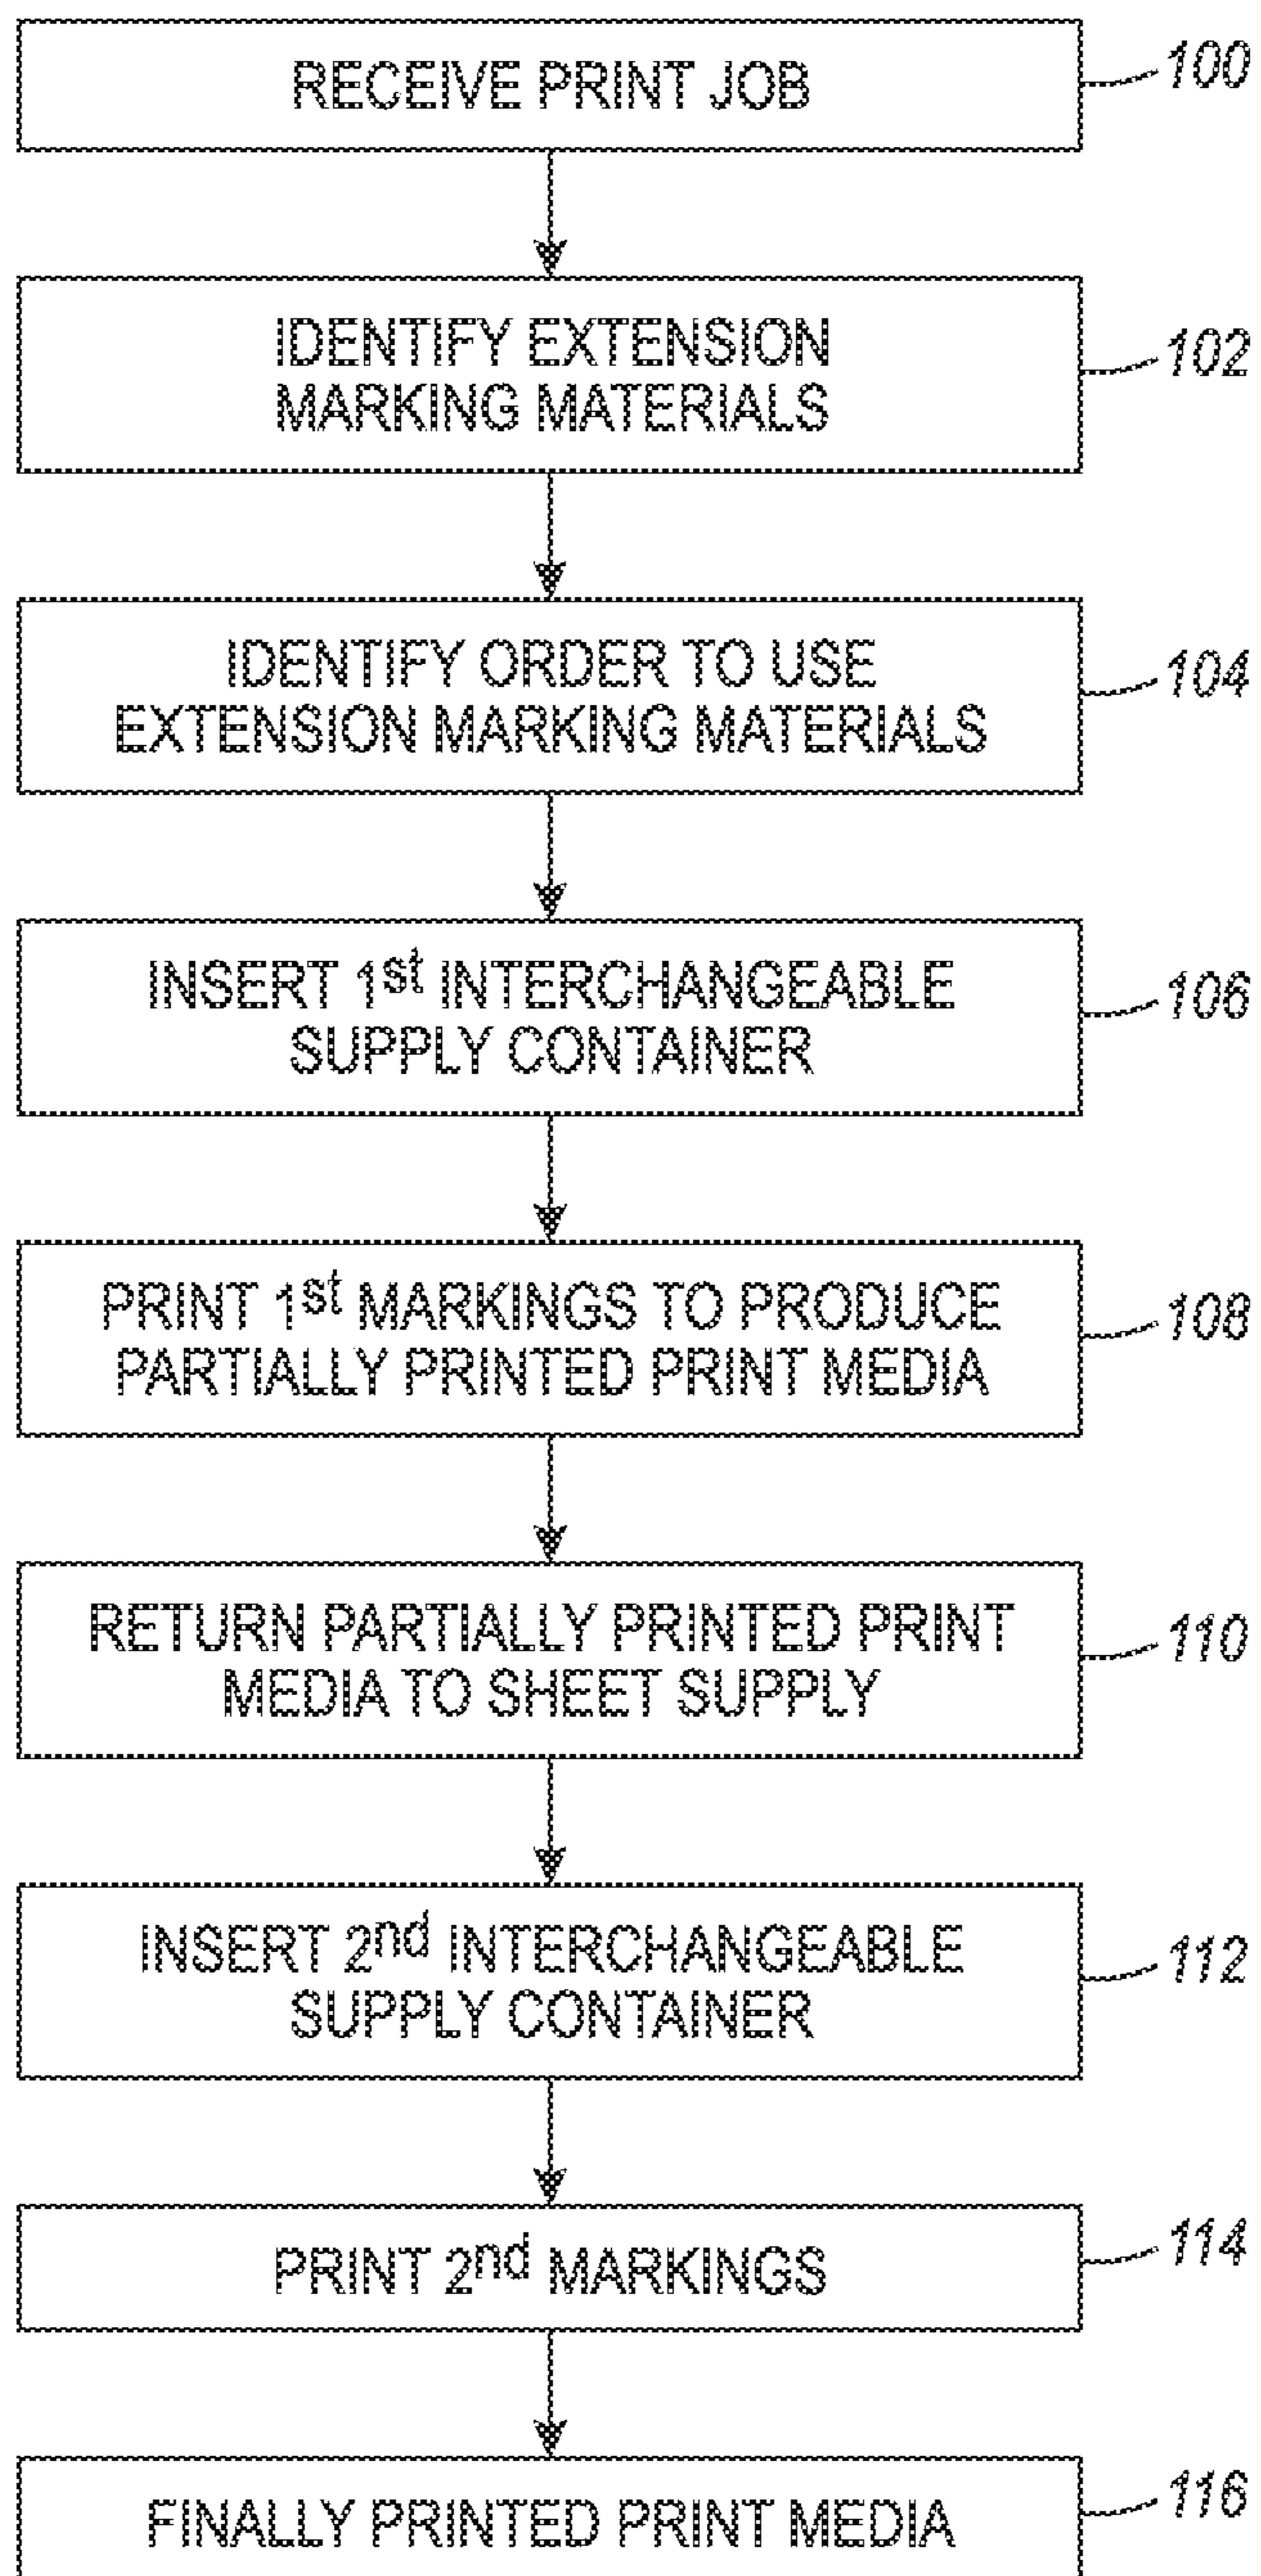 RECEIVE PRINT JOB
100
IDENTIFY EXTENSION
MARKING MATERIALS
102
IDENTIFY ORDER TO USE
EXTENSION MARKING MATERIALS
104
INSERT 1st INTERCHANGEABLE
SUPPLY CONTAINER
106
PRINT 1st MARKINGS TO PRODUCE
PARTIALLY PRINTED PRINT MEDIA
108
RETURN PARTIALLY PRINTED PRINT
MEDIA TO SHEET SUPPLY
110
INSERT 2nd INTERCHANGEABLE
SUPPLY CONTAINER
112
PRINT 2nd MARKINGS
114
FINALLY PRINTED PRINT MEDIA
116